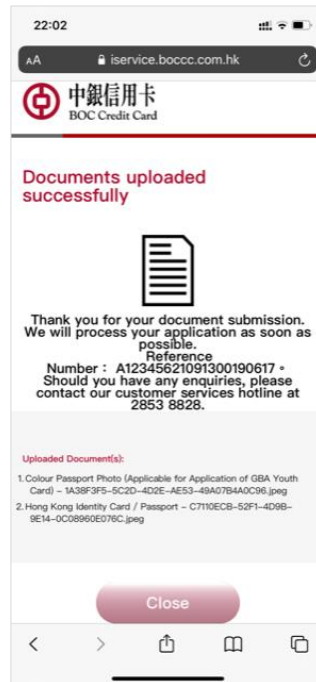 22:02
AA iservice.boccc.com.hk
中銀信用卡
BOC Credit Card
Documents uploaded
successfully
Thank you for your document submission.
We will process your application as soon as
possible.
Reference
Number： A12345621091300190617。
Should you have any enquiries, please
contact our customer services hotline at
2853 8828.
Uploaded Document(s):
1.Colour Passport Photo (Applicable for Application of GBA Youth
Card) – 1A38F3F5-5C2D-4D2E-AE53-49A07B4A0C96.jpeg
2.Hong Kong Identity Card / Passport – C7110ECB-52F1-4D9B-
9E14-0C08960E076C.jpeg
Close